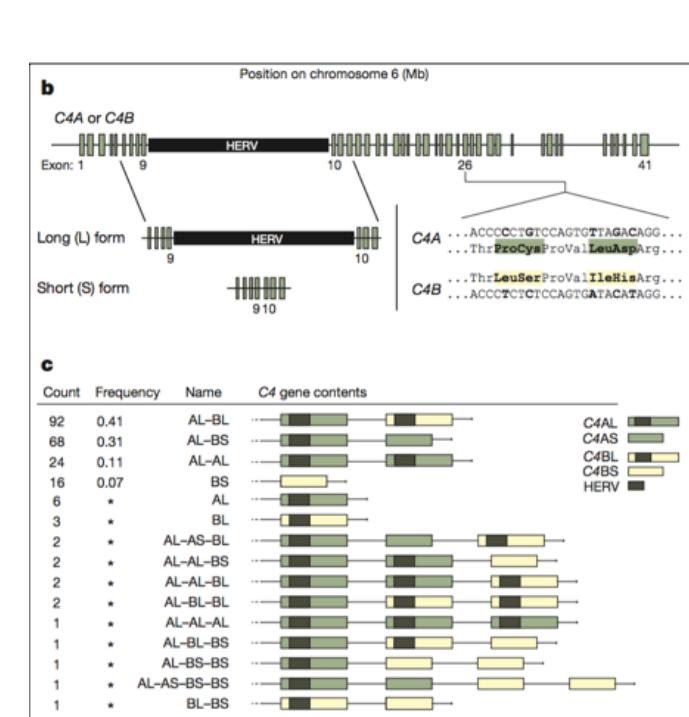 Position on chromosome 6 (Mb)
b
C4A or C4B
HERV
Exon: 1 9 10 26 41
Long (L) form
HERV
9 10
Short (S) form
9 10
C4A
...ACCCCCTGTCCAGTGTTAGACAGG...
...ThrProCysProValLeuAspArg...
...ThrLeuSerProValIleHisArg...
C4B
...ACCCTCTCTCCAGTGATACATAGG...
c
Count Frequency Name C4 gene contents
92 0.41 AL–BL
68 0.31 AL–BS
24 0.11 AL–AL
16 0.07 BS
6 * AL
3 * BL
2 * AL–AS–BL
2 * AL–AL–BS
2 * AL–AL–BL
2 * AL–BL–BL
1 * AL–AL–AL
1 * AL–BL–BS
1 * AL–BS–BS
1 * AL–AS–BS–BS
1 * BL–BS
C4AL
C4AS
C4BL
C4BS
HERV